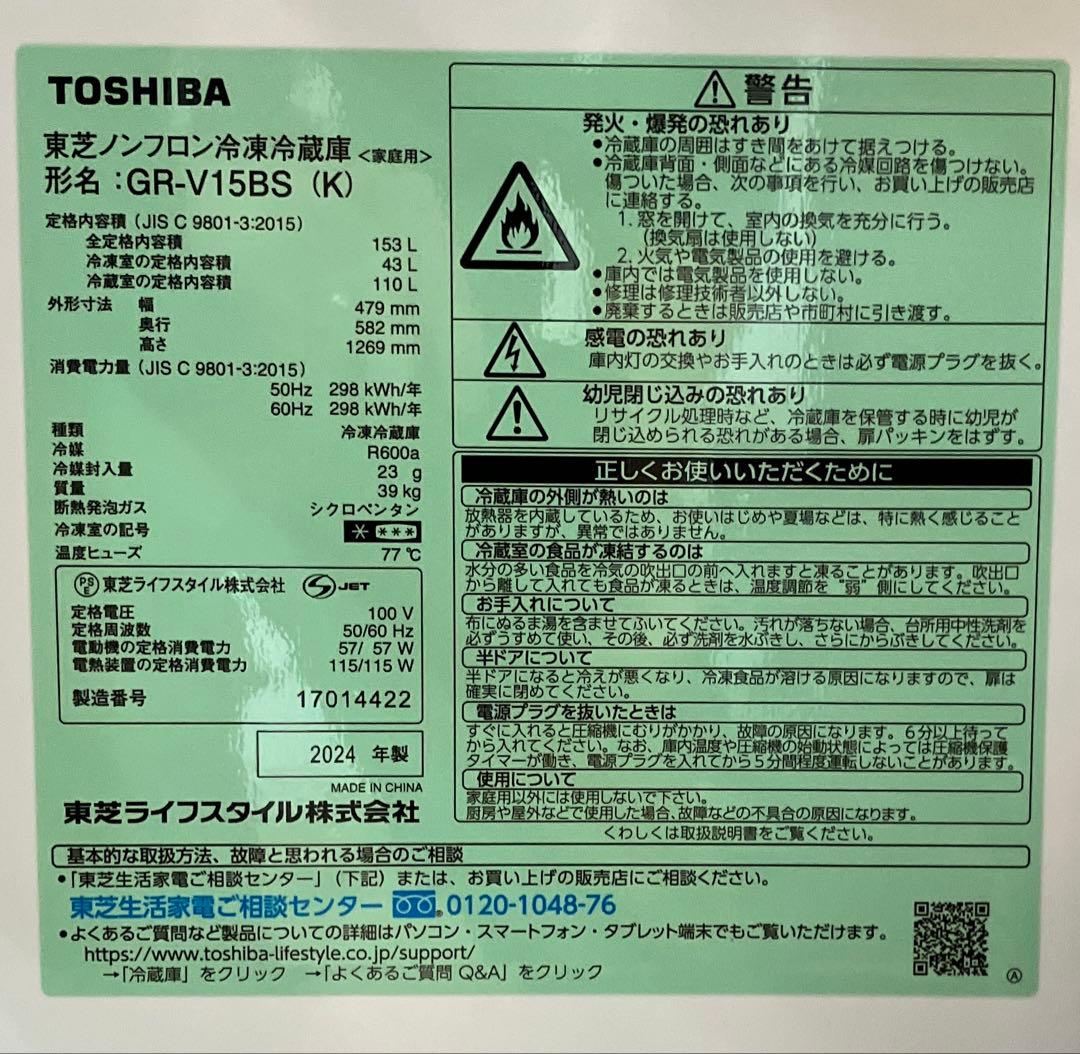 TOSHIBA
東芝ノンフロン冷凍冷蔵庫 <家庭用>
形名:GR-V15BS (K)
定格内容積 (JIS C 9801-3:2015)
全定格内容積 153 L
冷凍室の定格内容積 43 L
冷蔵室の定格内容積 110 L
外形寸法 幅 479 mm
奥行 582 mm
高さ 1269 mm
消費電力量 (JIS C 9801-3:2015)
50Hz 298 kWh/年
60Hz 298 kWh/年
種類 冷凍冷蔵庫
冷媒 R600a
冷媒封入量 23 g
質量 39 kg
断熱発泡ガス シクロペンタン
冷凍室の記号 * ***
温度ヒューズ 77 ℃
PSE 東芝ライフスタイル株式会社 JET
定格電圧 100 V
定格周波数 50/60 Hz
電動機の定格消費電力 57/ 57 W
電熱装置の定格消費電力 115/115 W
製造番号 17014422
2024 年製
MADE IN CHINA
東芝ライフスタイル株式会社
警告
発火・爆発の恐れあり
●冷蔵庫の周囲はすき間をあけて据えつける。
●冷蔵庫背面・側面などにある冷媒回路を傷つけない。
傷ついた場合、次の事項を行い、お買い上げの販売店
に連絡する。
1. 窓を開けて、室内の換気を充分に行う。
(換気扇は使用しない)
2. 火気や電気製品の使用を避ける。
●庫内では電気製品を使用しない。
●修理は修理技術者以外しない。
●廃棄するときは販売店や市町村に引き渡す。
感電の恐れあり
庫内灯の交換やお手入れのときは必ず電源プラグを抜く。
幼児閉じ込みの恐れあり
リサイクル処理時など、冷蔵庫を保管する時に幼児が
閉じ込められる恐れがある場合、扉パッキンをはずす。
正しくお使いいただくために
冷蔵庫の外側が熱いのは
放熱器を内蔵しているため、お使いはじめや夏場などは、特に熱く感じること
がありますが、異常ではありません。
冷蔵室の食品が凍結するのは
水分の多い食品を冷気の吹出口の前へ入れますと凍ることがあります。吹出口
から離して入れても食品が凍るときは、温度調節を "弱" 側にしてください。
お手入れについて
布にぬるま湯を含ませてふいてください。汚れが落ちない場合、台所用中性洗剤を
必ずうすめて使い、その後、必ず洗剤を水ぶきし、さらにからぶきしてください。
半ドアについて
半ドアになると冷えが悪くなり、冷凍食品が溶ける原因になりますので、扉は
確実に閉めてください。
電源プラグを抜いたときは
すぐに入れると圧縮機にむりがかかり、故障の原因になります。6分以上待って
から入れてください。なお、庫内温度や圧縮機の始動状態によっては圧縮機保護
タイマーが働き、電源プラグを入れてから5分間程度運転しないことがあります。
使用について
家庭用以外には使用しないで下さい。
厨房や屋外などで使用した場合、故障などの不具合の原因になります。
くわしくは取扱説明書をご覧ください。
基本的な取扱方法、故障と思われる場合のご相談
●「東芝生活家電ご相談センター」(下記) または、お買い上げの販売店にご相談ください。
東芝生活家電ご相談センター 0120-1048-76
●よくあるご質問など製品についての詳細はパソコン・スマートフォン・タブレット端末でもご覧いただけます。
https://www.toshiba-lifestyle.co.jp/support/
→「冷蔵庫」をクリック →「よくあるご質問 Q&A」をクリック
Ⓐ